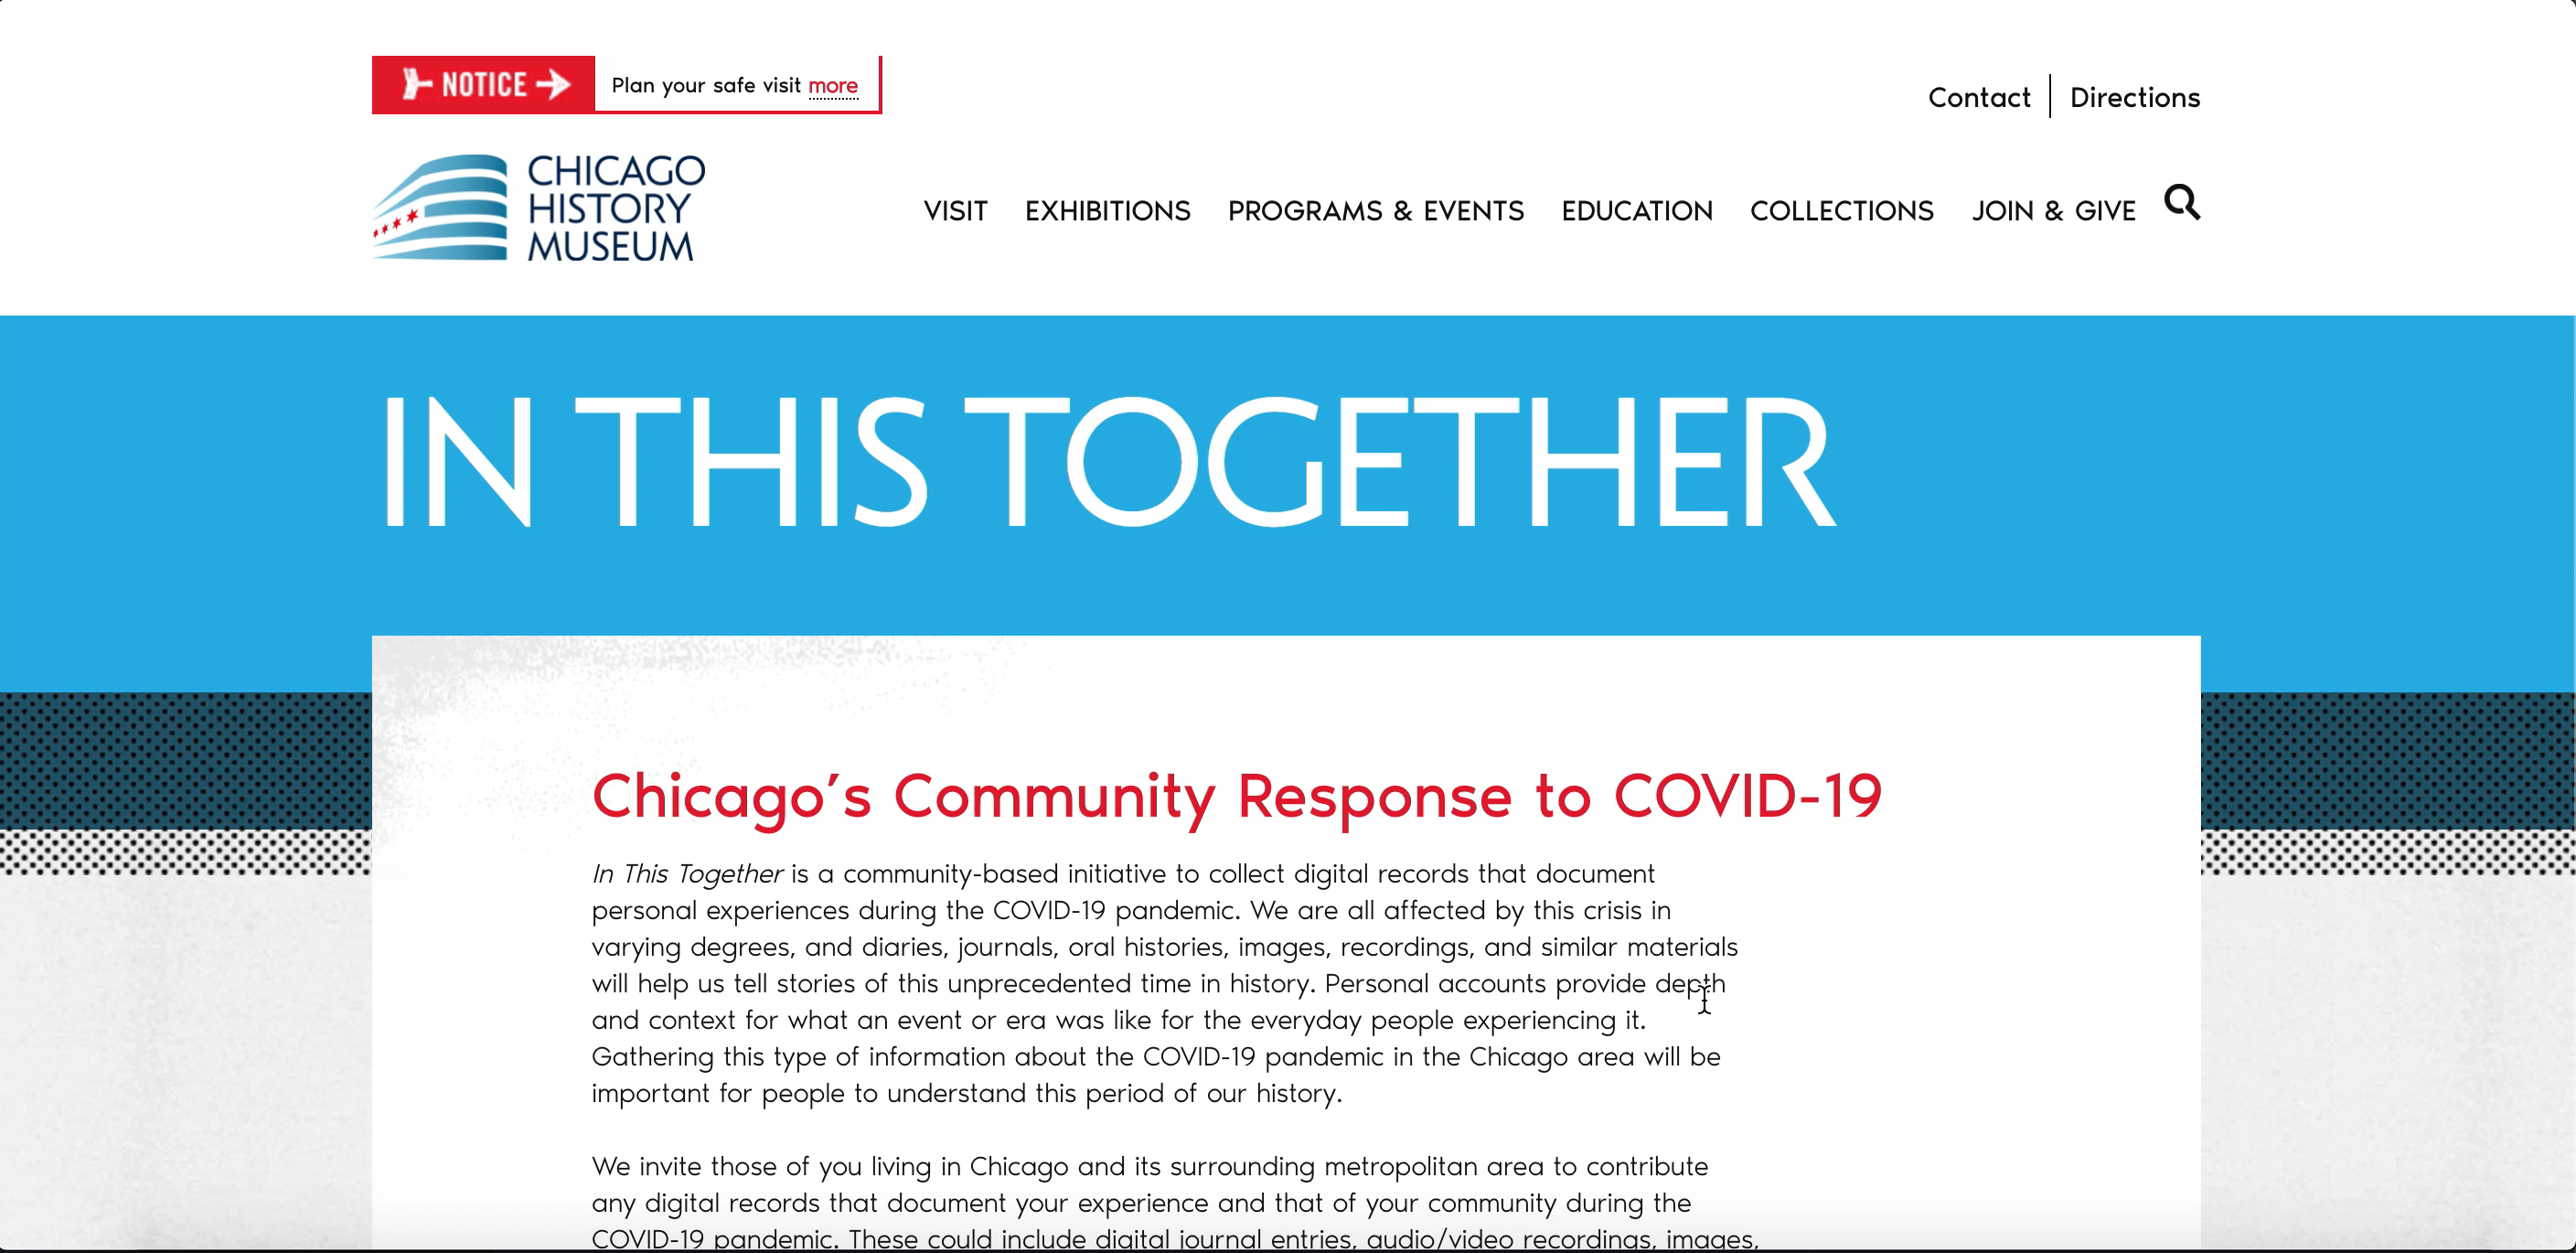 NOTICE Plan your safe visit more
Contact Directions
CHICAGO
HISTORY
MUSEUM
VISIT EXHIBITIONS PROGRAMS & EVENTS EDUCATION COLLECTIONS JOIN & GIVE
IN THIS TOGETHER
Chicago’s Community Response to COVID-19
In This Together is a community-based initiative to collect digital records that document
personal experiences during the COVID-19 pandemic. We are all affected by this crisis in
varying degrees, and diaries, journals, oral histories, images, recordings, and similar materials
will help us tell stories of this unprecedented time in history. Personal accounts provide depth
and context for what an event or era was like for the everyday people experiencing it.
Gathering this type of information about the COVID-19 pandemic in the Chicago area will be
important for people to understand this period of our history.
We invite those of you living in Chicago and its surrounding metropolitan area to contribute
any digital records that document your experience and that of your community during the
COVID-19 pandemic. These could include digital journal entries, audio/video recordings, images,